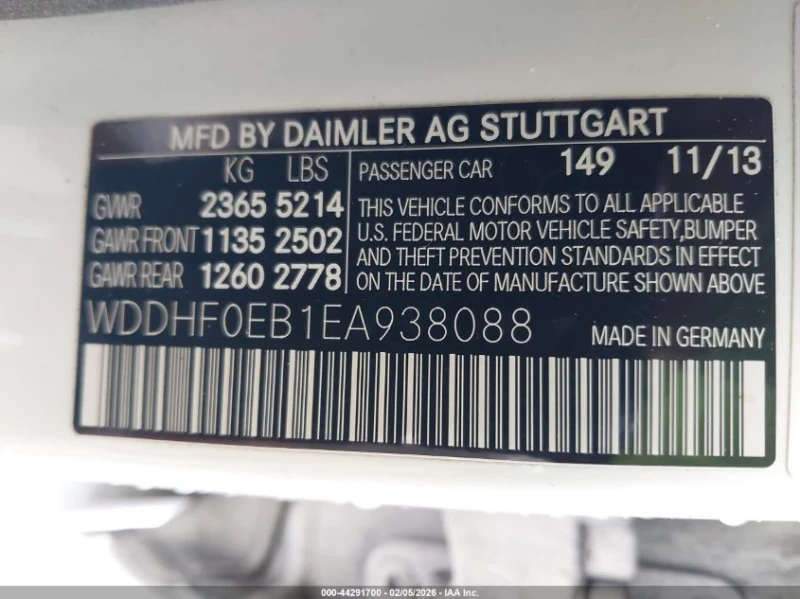 MFD BY DAIMLER AG STUTTGART
KG LBS
GVWR 2365 5214
GAWR FRONT 1135 2502
GAWR REAR 1260 2778
PASSENGER CAR 149 11/13
THIS VEHICLE CONFORMS TO ALL APPLICABLE
U.S. FEDERAL MOTOR VEHICLE SAFETY,BUMPER
AND THEFT PREVENTION STANDARDS IN EFFECT
ON THE DATE OF MANUFACTURE SHOWN ABOVE
WDDHF0EB1EA938088
MADE IN GERMANY
000-44291700 - 02/05/2026 - IAA Inc.